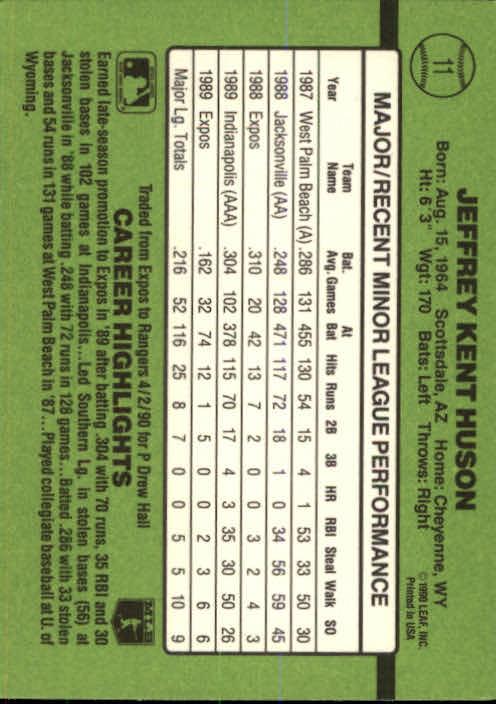 11
JEFFREY KENT HUSON
Born: Aug. 15, 1964 Scottsdale, AZ Home: Cheyenne, WY
Ht: 6' 3" Wgt: 170 Bats: Left Throws: Right
© 1990 LEAF, INC.
Printed in USA
MAJOR/RECENT MINOR LEAGUE PERFORMANCE
Team Bat. At
Year Name Avg. Games Bat Hits Runs 2B 3B HR RBI Steal Walk SO
1987 West Palm Beach (A) .286 131 455 130 54 15 4 1 53 33 50 30
1988 Jacksonville (AA) .248 128 471 117 72 18 1 0 34 56 59 45
1988 Expos .310 20 42 13 7 2 0 0 3 2 4 3
1989 Indianapolis (AAA) .304 102 378 115 70 17 4 3 35 30 50 26
1989 Expos .162 32 74 12 1 5 0 0 2 3 6 6
Major Lg. Totals .216 52 116 25 8 7 0 0 5 5 10 9
Traded from Expos to Rangers 4/2/90 for P Drew Hall
CAREER HIGHLIGHTS
MLB
Earned late-season promotion to Expos in '89 after batting .304 with 70 runs, 35 RBI and 30
stolen bases in 102 games at Indianapolis...Led Southern Lg. in stolen bases (56) at
Jacksonville in '88 while batting .248 with 72 runs in 128 games...Batted .286 with 33 stolen
bases and 54 runs in 131 games at West Palm Beach in '87...Played collegiate baseball at U. of
Wyoming.